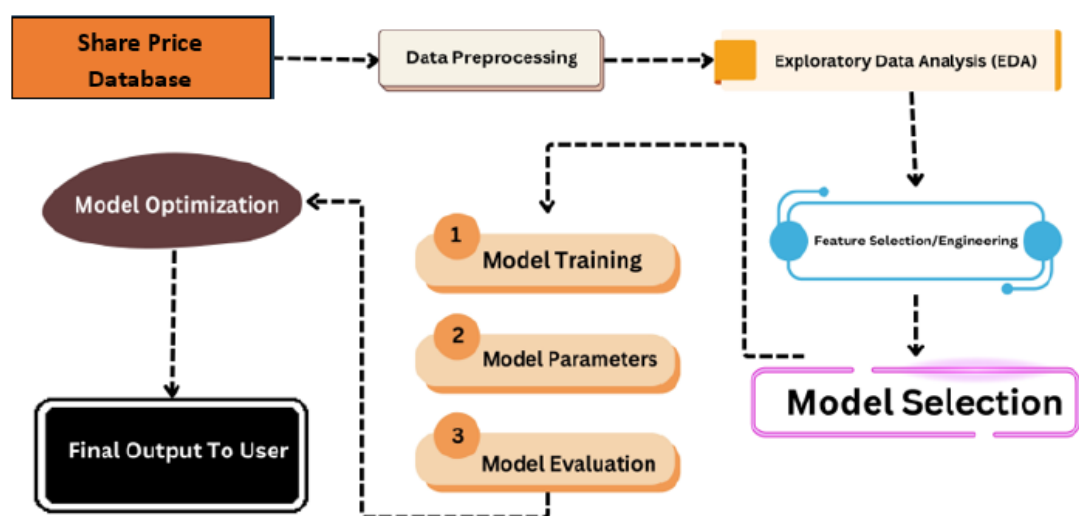 Share Price
Database
Data Preprocessing
Exploratory Data Analysis (EDA)
Feature Selection/Engineering
Model Selection
1
Model Training
2
Model Parameters
3
Model Evaluation
Model Optimization
Final Output To User